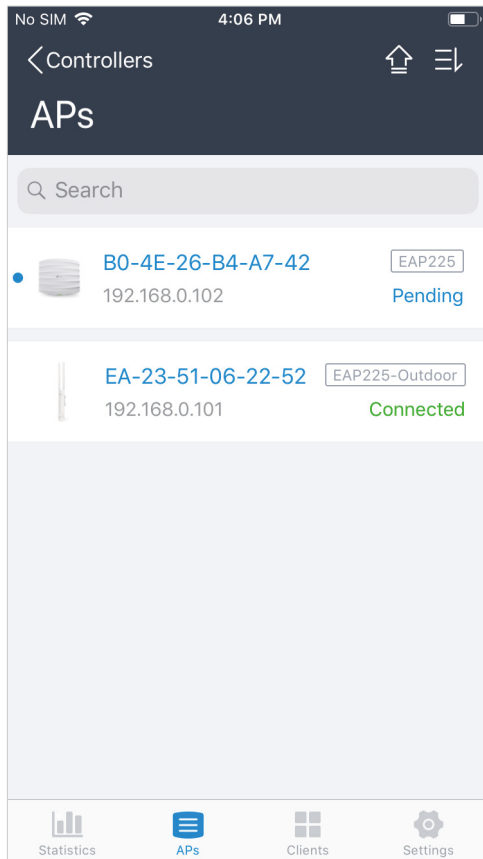 No SIM 4:06 PM
Controllers
APs
Search
B0-4E-26-B4-A7-42 EAP225
192.168.0.102 Pending
EA-23-51-06-22-52 EAP225-Outdoor
192.168.0.101 Connected
Statistics APs Clients Settings